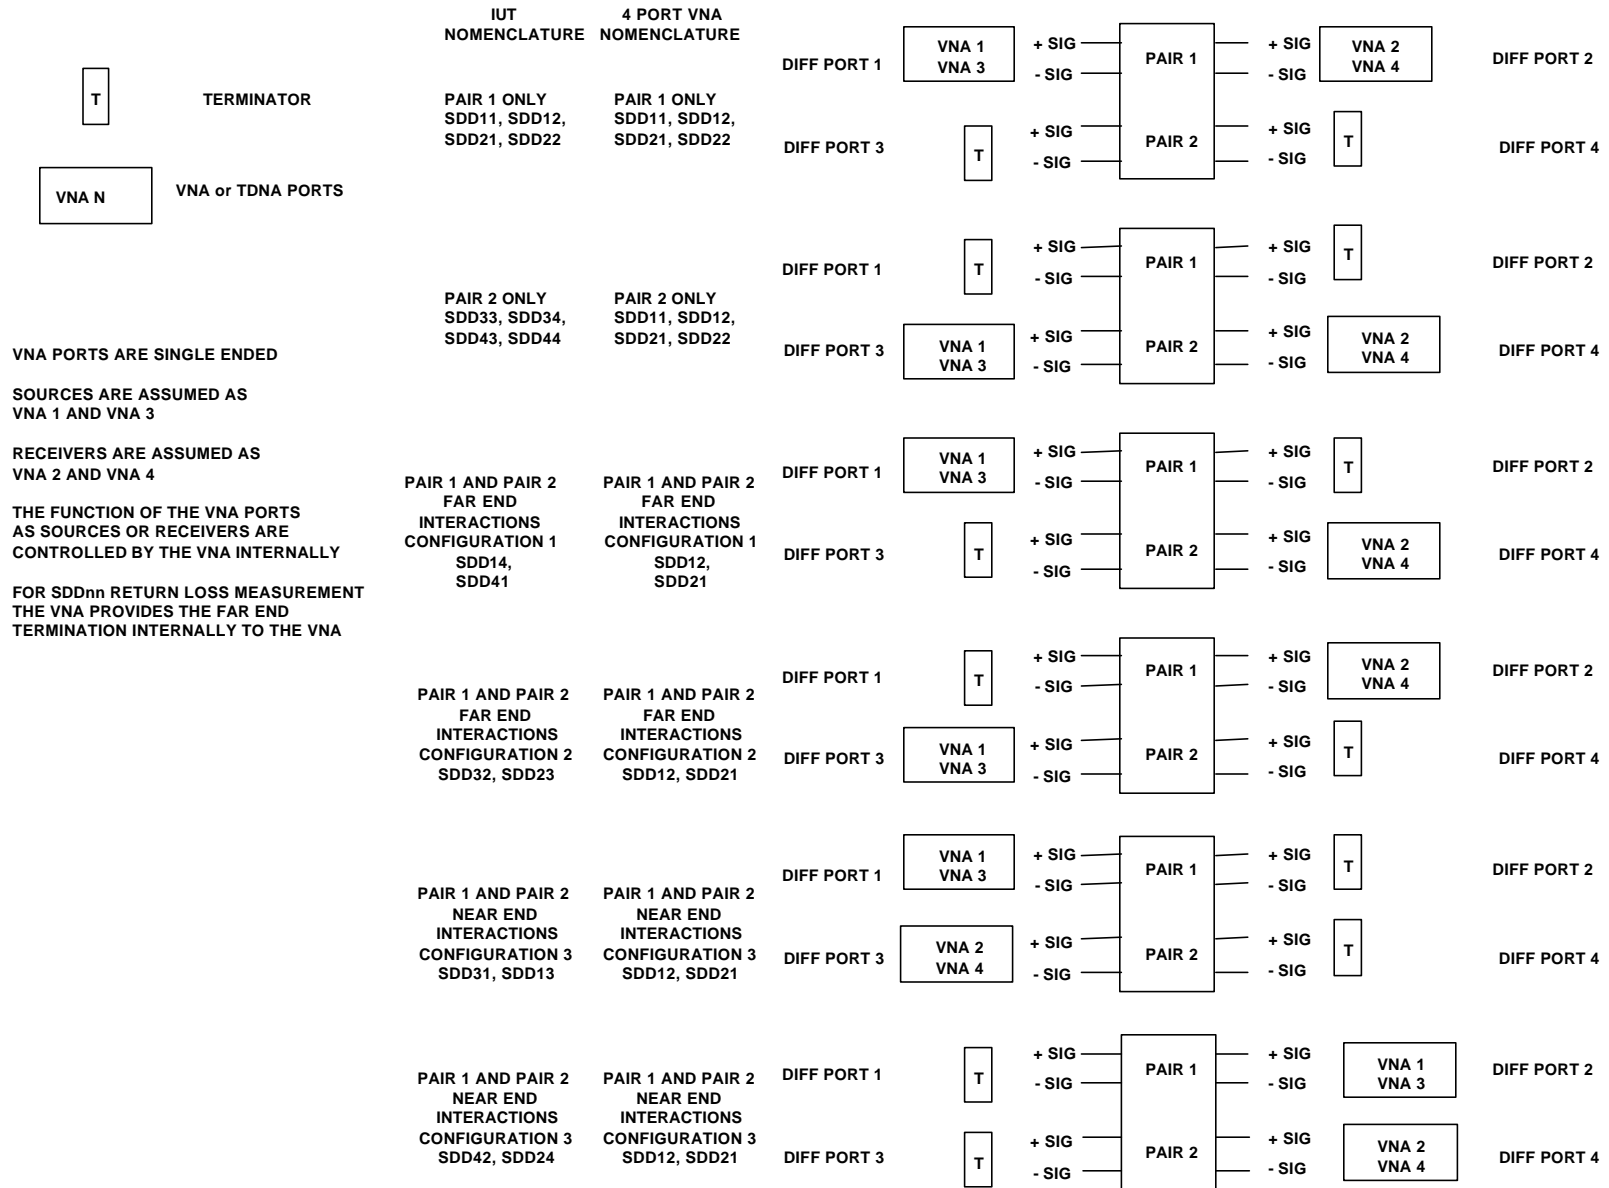 IUT
NOMENCLATURE
4 PORT VNA
NOMENCLATURE
T
TERMINATOR
VNA N
VNA or TDNA PORTS
VNA PORTS ARE SINGLE ENDED
SOURCES ARE ASSUMED AS
VNA 1 AND VNA 3
RECEIVERS ARE ASSUMED AS
VNA 2 AND VNA 4
THE FUNCTION OF THE VNA PORTS
AS SOURCES OR RECEIVERS ARE
CONTROLLED BY THE VNA INTERNALLY
FOR SDDnn RETURN LOSS MEASUREMENT
THE VNA PROVIDES THE FAR END
TERMINATION INTERNALLY TO THE VNA
PAIR 1 ONLY
SDD11, SDD12,
SDD21, SDD22
PAIR 1 ONLY
SDD11, SDD12,
SDD21, SDD22
DIFF PORT 1
VNA 1
VNA 3
+ SIG
- SIG
PAIR 1
+ SIG
- SIG
VNA 2
VNA 4
DIFF PORT 2
DIFF PORT 3
T
+ SIG
- SIG
PAIR 2
+ SIG
- SIG
T
DIFF PORT 4
PAIR 2 ONLY
SDD33, SDD34,
SDD43, SDD44
PAIR 2 ONLY
SDD11, SDD12,
SDD21, SDD22
DIFF PORT 1
T
+ SIG
- SIG
PAIR 1
+ SIG
- SIG
T
DIFF PORT 2
DIFF PORT 3
VNA 1
VNA 3
+ SIG
- SIG
PAIR 2
+ SIG
- SIG
VNA 2
VNA 4
DIFF PORT 4
PAIR 1 AND PAIR 2
FAR END
INTERACTIONS
CONFIGURATION 1
SDD14,
SDD41
PAIR 1 AND PAIR 2
FAR END
INTERACTIONS
CONFIGURATION 1
SDD12,
SDD21
DIFF PORT 1
VNA 1
VNA 3
+ SIG
- SIG
PAIR 1
+ SIG
- SIG
T
DIFF PORT 2
DIFF PORT 3
T
+ SIG
- SIG
PAIR 2
+ SIG
- SIG
VNA 2
VNA 4
DIFF PORT 4
PAIR 1 AND PAIR 2
FAR END
INTERACTIONS
CONFIGURATION 2
SDD32, SDD23
PAIR 1 AND PAIR 2
FAR END
INTERACTIONS
CONFIGURATION 2
SDD12, SDD21
DIFF PORT 1
T
+ SIG
- SIG
PAIR 1
+ SIG
- SIG
VNA 2
VNA 4
DIFF PORT 2
DIFF PORT 3
VNA 1
VNA 3
+ SIG
- SIG
PAIR 2
+ SIG
- SIG
T
DIFF PORT 4
PAIR 1 AND PAIR 2
NEAR END
INTERACTIONS
CONFIGURATION 3
SDD31, SDD13
PAIR 1 AND PAIR 2
NEAR END
INTERACTIONS
CONFIGURATION 3
SDD12, SDD21
DIFF PORT 1
VNA 1
VNA 3
+ SIG
- SIG
PAIR 1
+ SIG
- SIG
T
DIFF PORT 2
DIFF PORT 3
VNA 2
VNA 4
+ SIG
- SIG
PAIR 2
+ SIG
- SIG
T
DIFF PORT 4
PAIR 1 AND PAIR 2
NEAR END
INTERACTIONS
CONFIGURATION 3
SDD42, SDD24
PAIR 1 AND PAIR 2
NEAR END
INTERACTIONS
CONFIGURATION 3
SDD12, SDD21
DIFF PORT 1
T
+ SIG
- SIG
PAIR 1
+ SIG
- SIG
VNA 1
VNA 3
DIFF PORT 2
DIFF PORT 3
T
+ SIG
- SIG
PAIR 2
+ SIG
- SIG
VNA 2
VNA 4
DIFF PORT 4